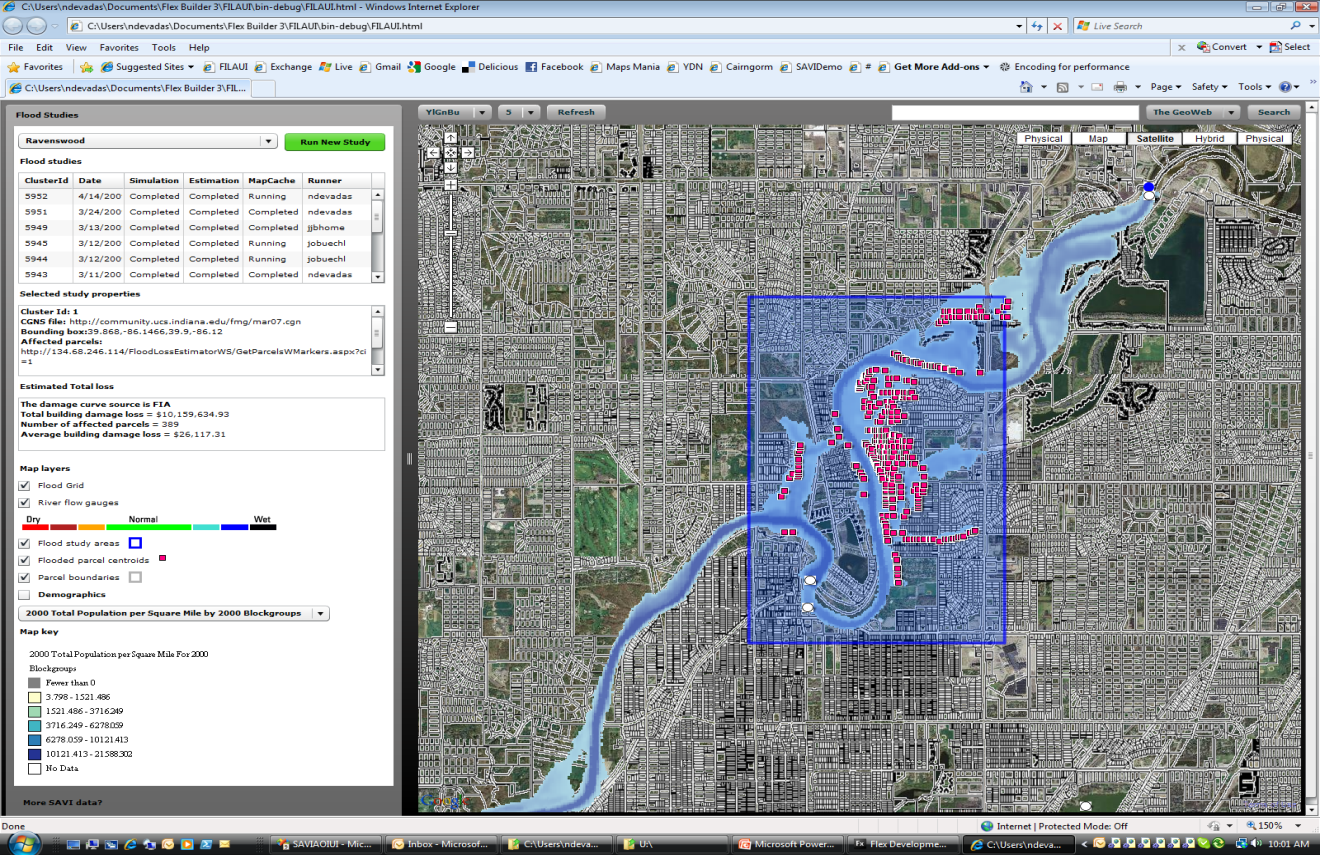 C:\Users\ndevadas\Documents\Flex Builder 3\FILAUI\bin-debug\FILAUI.html - Windows Internet Explorer
C:\Users\ndevadas\Documents\Flex Builder 3\FILAUI\bin-debug\FILAUI.html
Live Search
File Edit View Favorites Tools Help
x Convert Select
Favorites Suggested Sites FILAUI Exchange Live Gmail Google Delicious Facebook Maps Mania YDN Cairngorm SAVIDemo # Get More Add-ons Encoding for performance
C:\Users\ndevadas\Documents\Flex Builder 3\FIL...
Page Safety Tools
Flood Studies
YlGnBu 5 Refresh The GeoWeb Search
Ravenswood Run New Study
Physical Map Satellite Hybrid Physical
Flood studies
ClusterId Date Simulation Estimation MapCache Runner
5952 4/14/200 Completed Completed Running ndevadas
5951 3/24/200 Completed Completed Completed ndevadas
5949 3/13/200 Completed Completed Completed jjbhome
5945 3/12/200 Completed Completed Running jobuechl
5944 3/12/200 Completed Completed Running jobuechl
5943 3/11/200 Completed Completed Completed ndevadas
Selected study properties
Cluster Id: 1
CGNS file: http://community.ucs.indiana.edu/fmg/mar07.cgn
Bounding box:39.868,-86.1466,39.9,-86.12
Affected parcels:
http://134.68.246.114/FloodLossEstimatorWS/GetParcelsWMarkers.aspx?ci
=1
Estimated Total loss
The damage curve source is FIA
Total building damage loss = $10,159,634.93
Number of affected parcels = 389
Average building damage loss = $26,117.31
Map layers
Flood Grid
River flow gauges
Dry Normal Wet
Flood study areas
Flooded parcel centroids
Parcel boundaries
Demographics
2000 Total Population per Square Mile by 2000 Blockgroups
Map key
2000 Total Population per Square Mile For 2000
Blockgroups
Fewer than 0
3.798 - 1521.486
1521.486 - 3716.249
3716.249 - 6278.059
6278.059 - 10121.413
10121.413 - 21588.302
No Data
More SAVI data?
Done
Internet | Protected Mode: Off
150%
SAVIAOIUI - Mic... Inbox - Microsof... C:\Users\ndeva... U:\ Microsoft Power... Flex Developme... C:\Users\ndeva... 10:01 AM